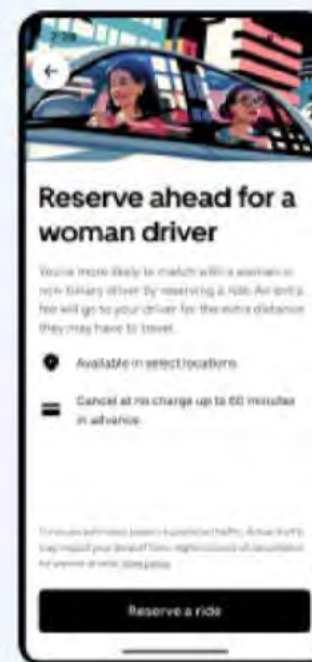 2:39
Reserve ahead for a
woman driver
You're more likely to match with a woman or
non-binary driver by reserving a ride. An extra
fee will go to your driver for the extra distance
they may have to travel.
Available in select locations
Cancel at no charge up to 60 minutes
in advance
Reserve a ride